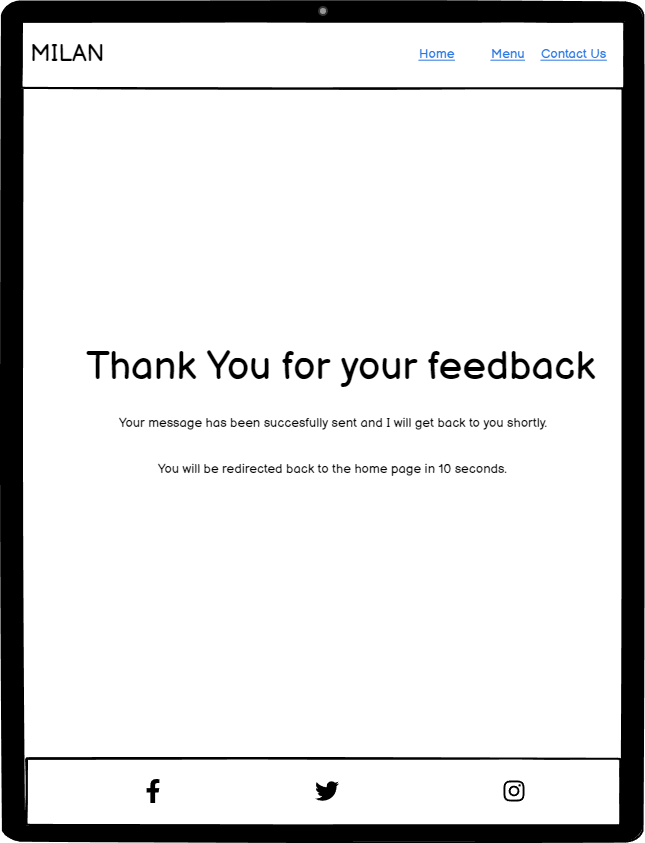 MILAN
Home Menu Contact Us
Thank You for your feedback
Your message has been succesfully sent and I will get back to you shortly.
You will be redirected back to the home page in 10 seconds.